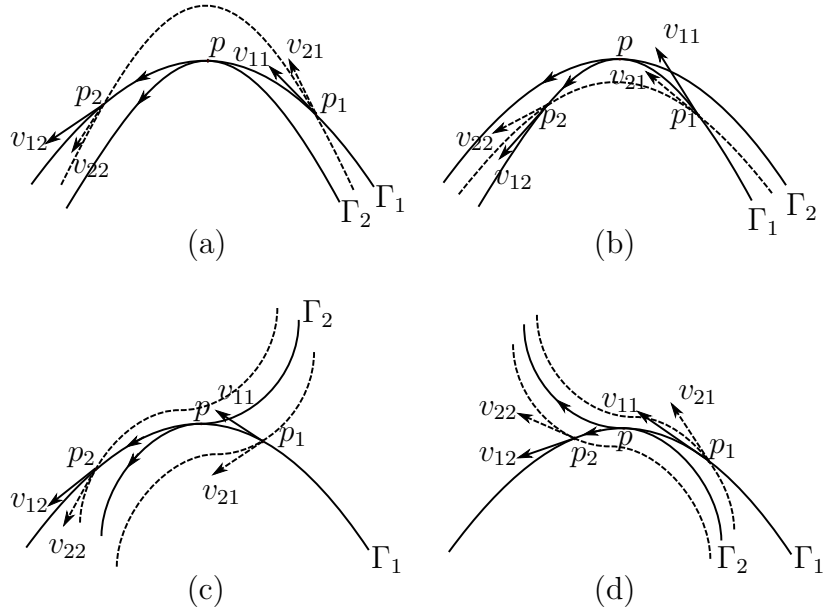 p v₂₁ p v₁₁
v₁₁ v₂₁
p₂ p₁ p₂ p₁
v₁₂ v₂₂ v₂₂ v₁₂
Γ₂ Γ₁ Γ₁ Γ₂
(a) (b)
Γ₂
v₁₁ v₂₂ v₁₁ v₂₁
p p₁ p p₁
p₂ v₂₁ v₁₂ p₂
v₁₂ v₂₂
Γ₁ Γ₂ Γ₁
(c) (d)